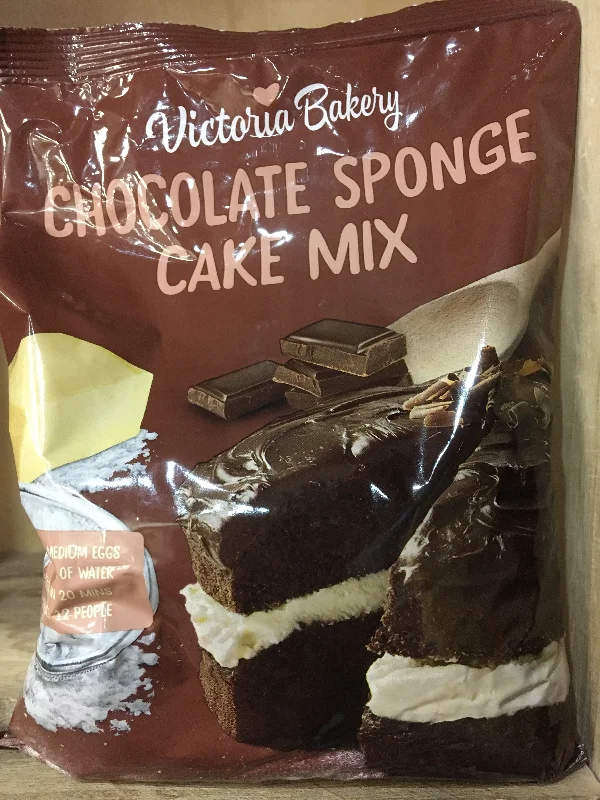 Victoria Bakery
CHOCOLATE SPONGE
CAKE MIX
MEDIUM EGGS
OF WATER
20 MINS
12 PEOPLE